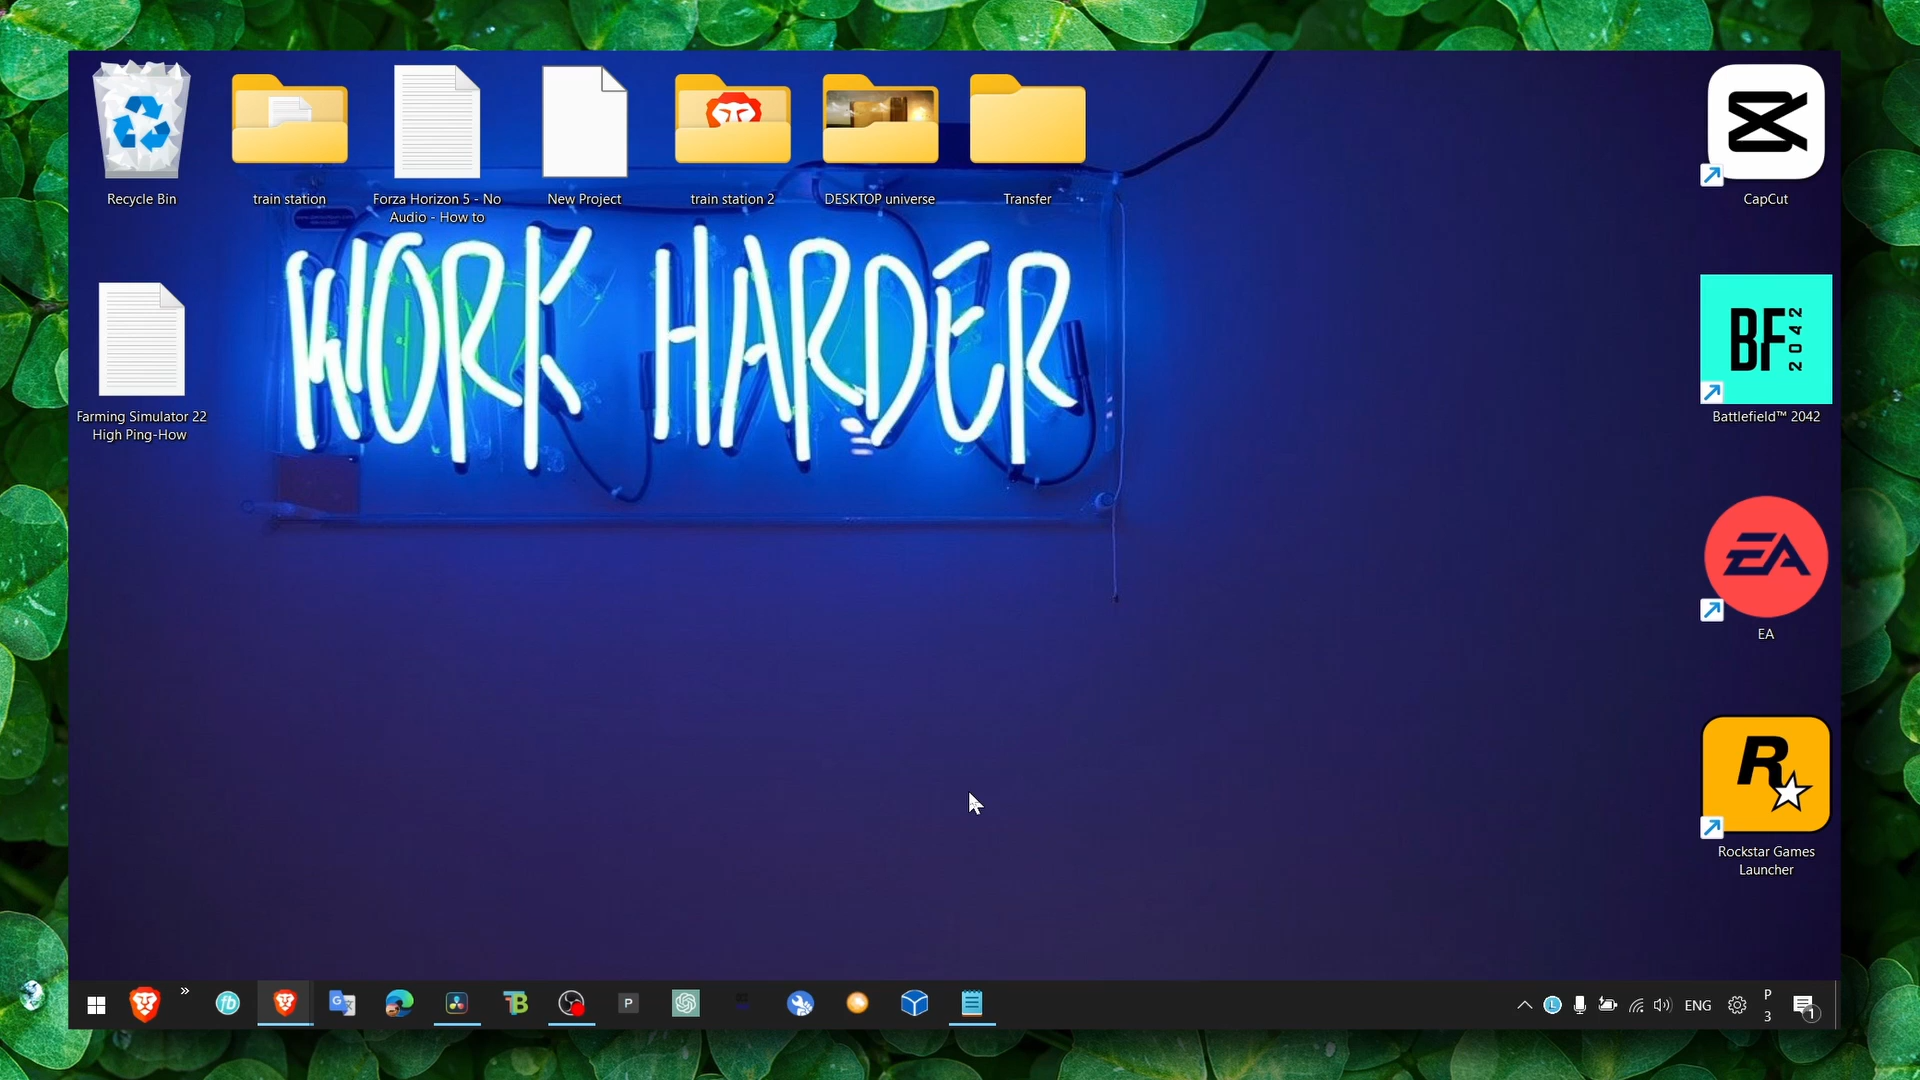 Recycle Bin
train station
Forza Horizon 5 - No
Audio - How to
New Project
train station 2
DESKTOP universe
Transfer
CapCut
WORK HARDER
Farming Simulator 22
High Ping-How
BF 2042
Battlefield™ 2042
EA
EA
R
Rockstar Games
Launcher
fb
G
TB
P
L
ENG
P
3
1